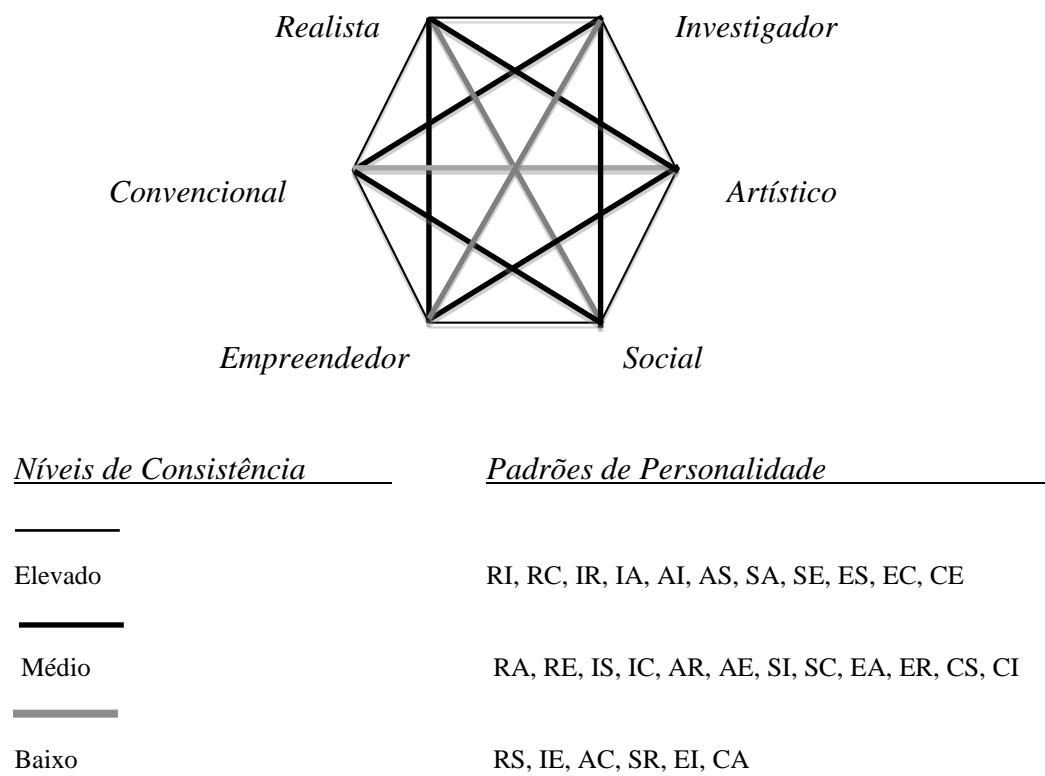 Realista Investigador
Convencional Artístico
Empreendedor Social
Níveis de Consistência Padrões de Personalidade
Elevado RI, RC, IR, IA, AI, AS, SA, SE, ES, EC, CE
Médio RA, RE, IS, IC, AR, AE, SI, SC, EA, ER, CS, CI
Baixo RS, IE, AC, SR, EI, CA